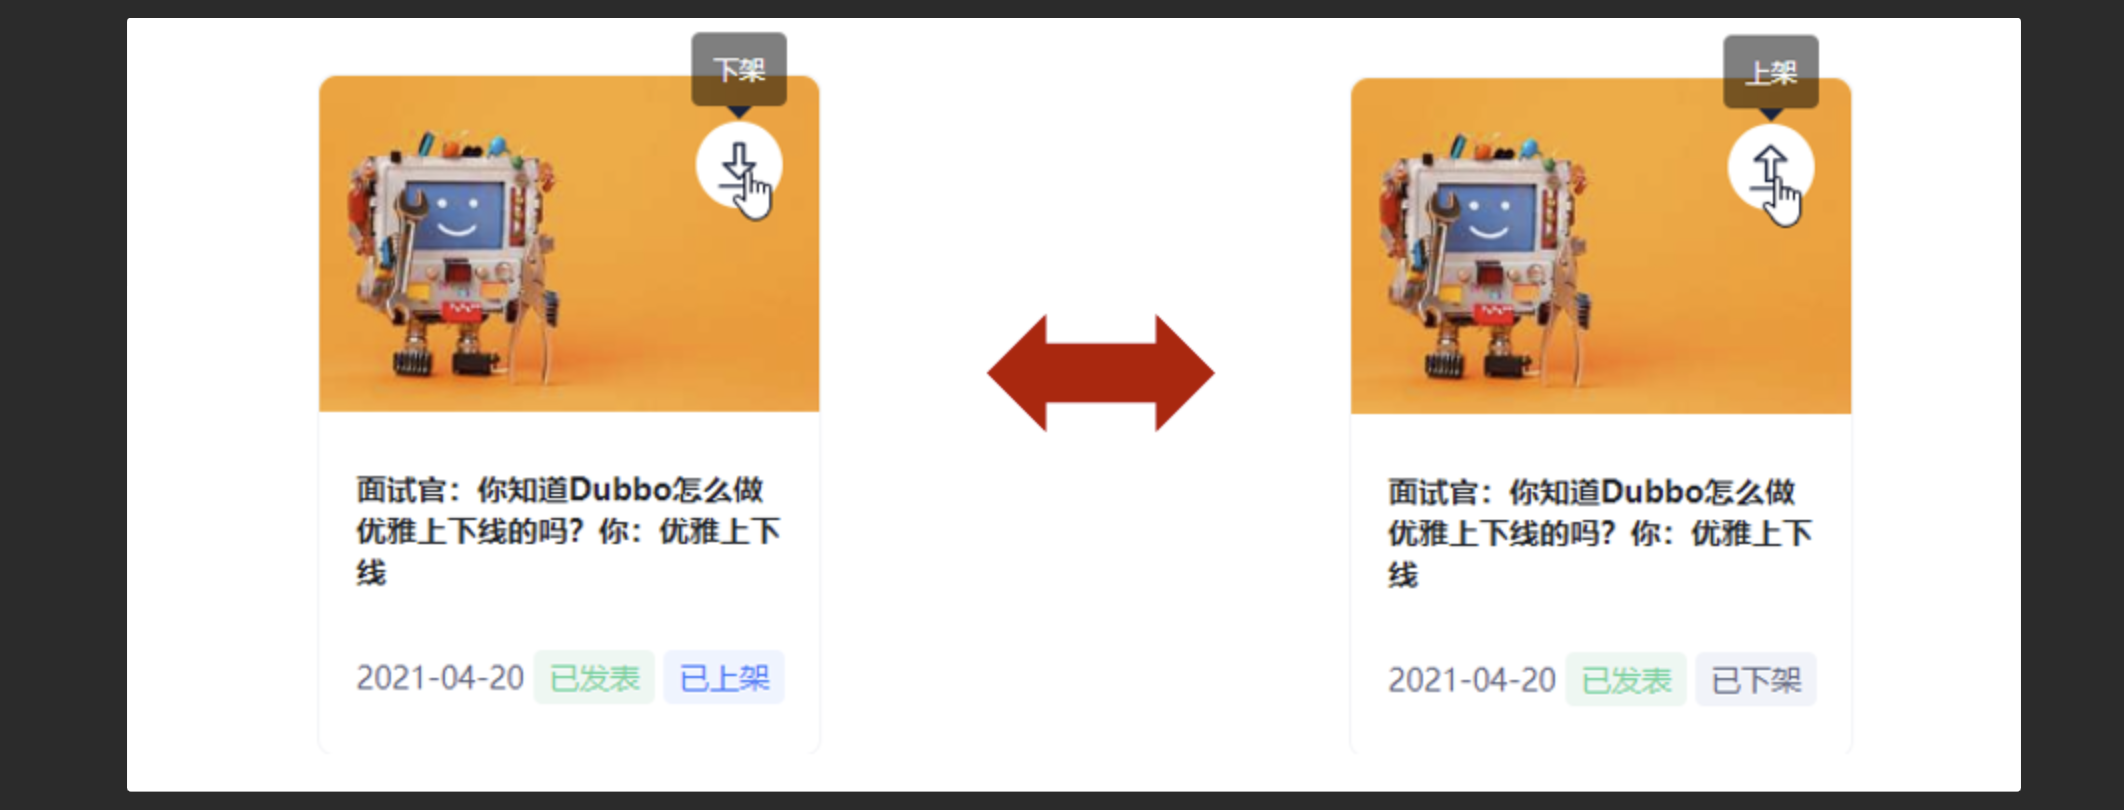 下架
面试官：你知道Dubbo怎么做
优雅上下线的吗？你：优雅上下
线
2021-04-20 已发表 已上架
上架
面试官：你知道Dubbo怎么做
优雅上下线的吗？你：优雅上下
线
2021-04-20 已发表 已下架